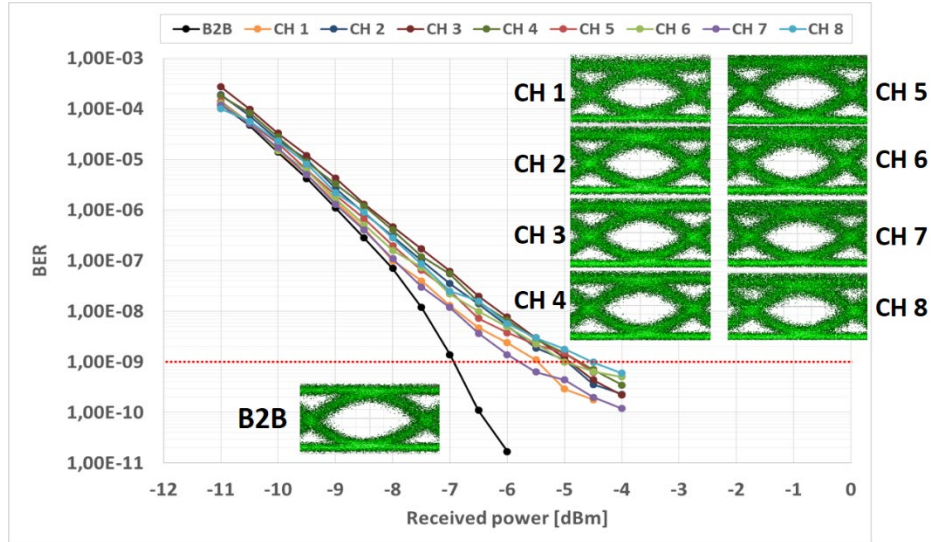 B2B CH 1 CH 2 CH 3 CH 4 CH 5 CH 6 CH 7 CH 8
1,00E-03
1,00E-04
1,00E-05
1,00E-06
1,00E-07
1,00E-08
1,00E-09
1,00E-10
1,00E-11
BER
CH 1
CH 2
CH 3
CH 4
CH 5
CH 6
CH 7
CH 8
B2B
-12 -11 -10 -9 -8 -7 -6 -5 -4 -3 -2 -1 0
Received power [dBm]